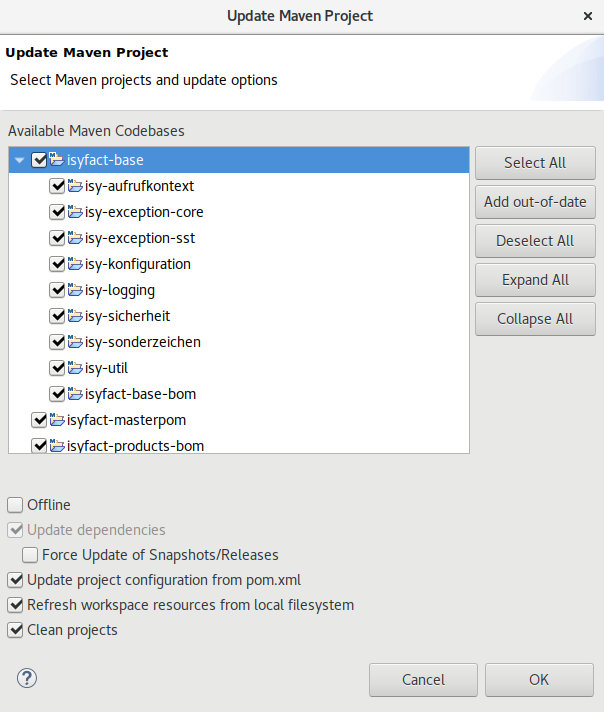 Update Maven Project
Update Maven Project
Select Maven projects and update options
Available Maven Codebases
isyfact-base
isy-aufrufkontext
isy-exception-core
isy-exception-sst
isy-konfiguration
isy-logging
isy-sicherheit
isy-sonderzeichen
isy-util
isyfact-base-bom
isyfact-masterpom
isyfact-products-bom
Select All
Add out-of-date
Deselect All
Expand All
Collapse All
Offline
Update dependencies
Force Update of Snapshots/Releases
Update project configuration from pom.xml
Refresh workspace resources from local filesystem
Clean projects
Cancel
OK